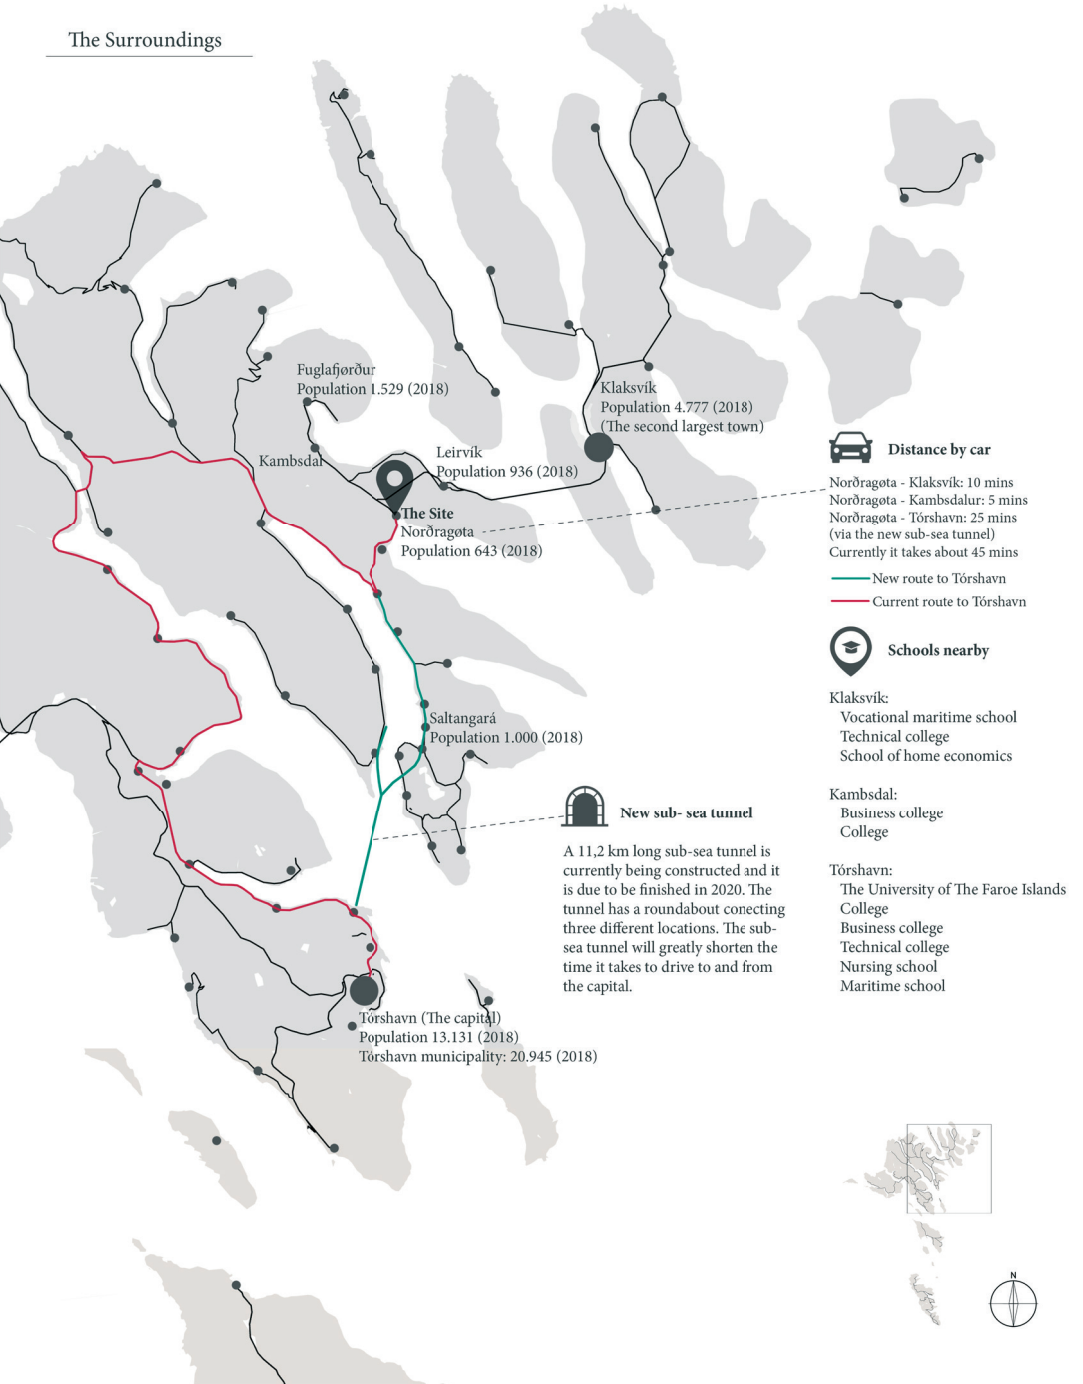 The Surroundings
Fuglafjørður
Population 1.529 (2018)
Kambsdal
Klaksvík
Population 4.777 (2018)
(The second largest town)
Leirvík
Population 936 (2018)
The Site
Norðragøta
Population 643 (2018)
Distance by car
Norðragøta - Klaksvík: 10 mins
Norðragøta - Kambsdalur: 5 mins
Norðragøta - Tórshavn: 25 mins
(via the new sub-sea tunnel)
Currently it takes about 45 mins
New route to Tórshavn
Current route to Tórshavn
Schools nearby
Klaksvík:
Vocational maritime school
Technical college
School of home economics
Kambsdal:
Business college
College
Tórshavn:
The University of The Faroe Islands
College
Business college
Technical college
Nursing school
Maritime school
Saltangará
Population 1.000 (2018)
New sub- sea tunnel
A 11,2 km long sub-sea tunnel is
currently being constructed and it
is due to be finished in 2020. The
tunnel has a roundabout conecting
three different locations. The sub-
sea tunnel will greatly shorten the
time it takes to drive to and from
the capital.
Tórshavn (The capital)
Population 13.131 (2018)
Tórshavn municipality: 20.945 (2018)
N